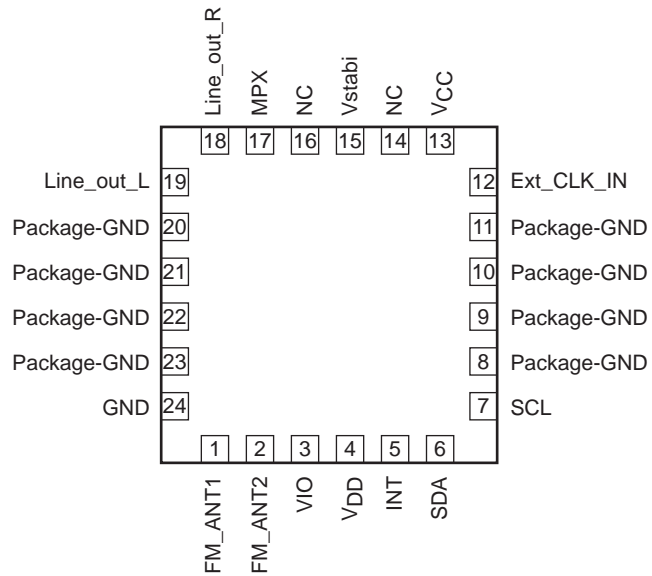 Line_out_R
MPX
NC
Vstabi
NC
VCC
18 17 16 15 14 13
Line_out_L 19
12 Ext_CLK_IN
Package-GND 20
11 Package-GND
Package-GND 21
10 Package-GND
Package-GND 22
9 Package-GND
Package-GND 23
8 Package-GND
GND 24
7 SCL
1 2 3 4 5 6
FM_ANT1
FM_ANT2
VIO
VDD
INT
SDA